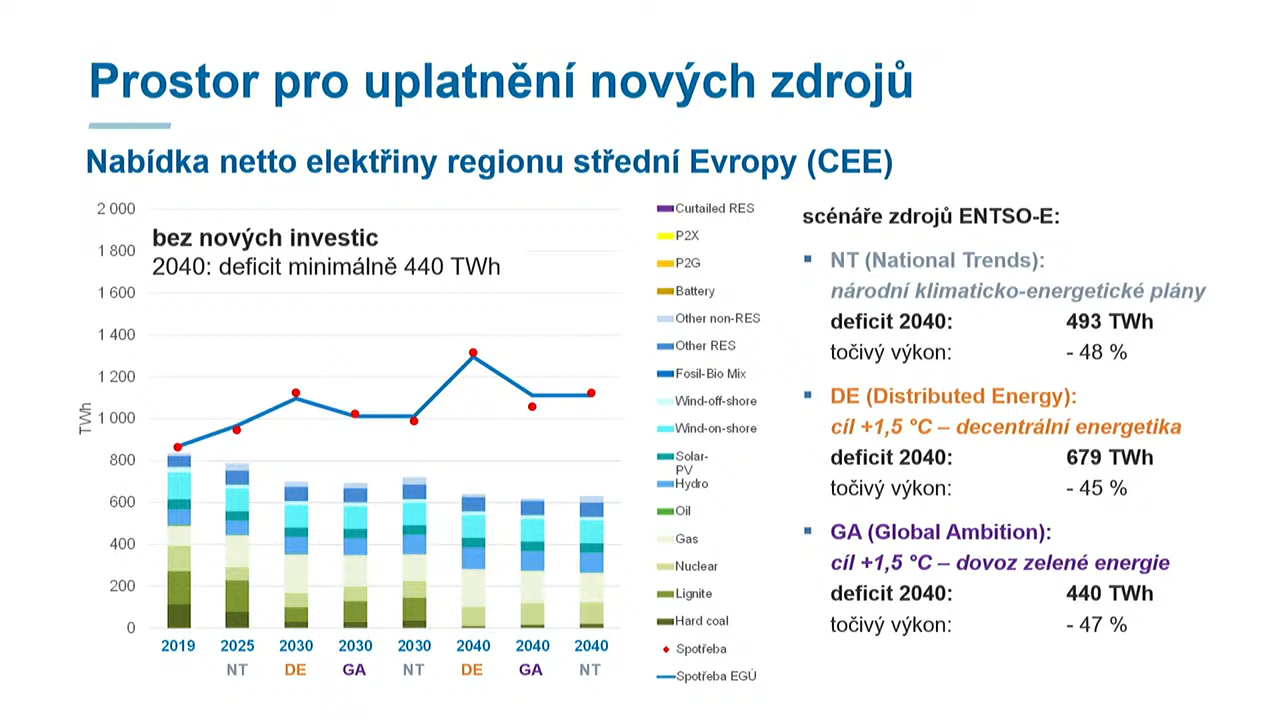 Prostor pro uplatnění nových zdrojů
Nabídka netto elektřiny regionu střední Evropy (CEE)
bez nových investic
2040: deficit minimálně 440 TWh
TWh
2 000
1 800
1 600
1 400
1 200
1 000
800
600
400
200
0
2019 2025 2030 2030 2030 2040 2040 2040
NT DE GA NT DE GA NT
Curtailed RES
P2X
P2G
Battery
Other non-RES
Other RES
Fosil-Bio Mix
Wind-off-shore
Wind-on-shore
Solar-
PV
Hydro
Oil
Gas
Nuclear
Lignite
Hard coal
Spotřeba
Spotřeba EGÚ
scénáře zdrojů ENTSO-E:
NT (National Trends):
národní klimaticko-energetické plány
deficit 2040: 493 TWh
točivý výkon: - 48 %
DE (Distributed Energy):
cíl +1,5 °C – decentrální energetika
deficit 2040: 679 TWh
točivý výkon: - 45 %
GA (Global Ambition):
cíl +1,5 °C – dovoz zelené energie
deficit 2040: 440 TWh
točivý výkon: - 47 %